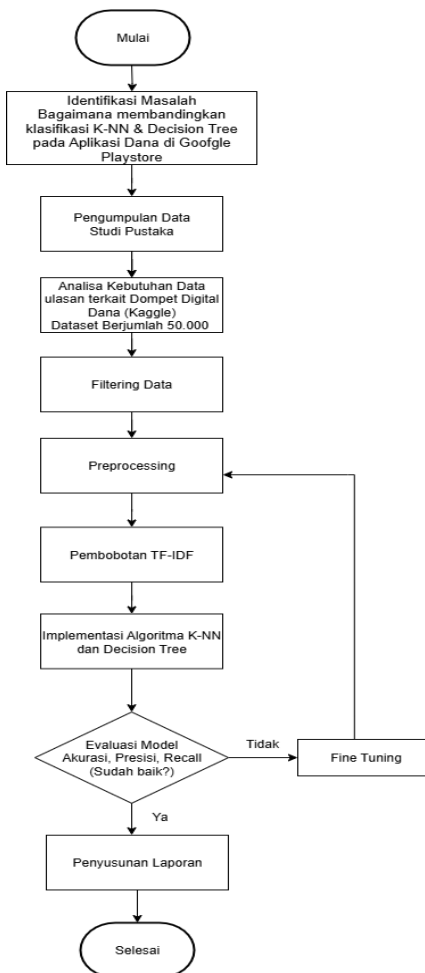 Mulai
Identifikasi Masalah
Bagaimana membandingkan
klasifikasi K-NN & Decision Tree
pada Aplikasi Dana di Goofgle
Playstore
Pengumpulan Data
Studi Pustaka
Analisa Kebutuhan Data
ulasan terkait Dompet Digital
Dana (Kaggle)
Dataset Berjumlah 50.000
Filtering Data
Preprocessing
Pembobotan TF-IDF
Implementasi Algoritma K-NN
dan Decision Tree
Evaluasi Model
Akurasi, Presisi, Recall
(Sudah baik?)
Tidak
Fine Tuning
Ya
Penyusunan Laporan
Selesai